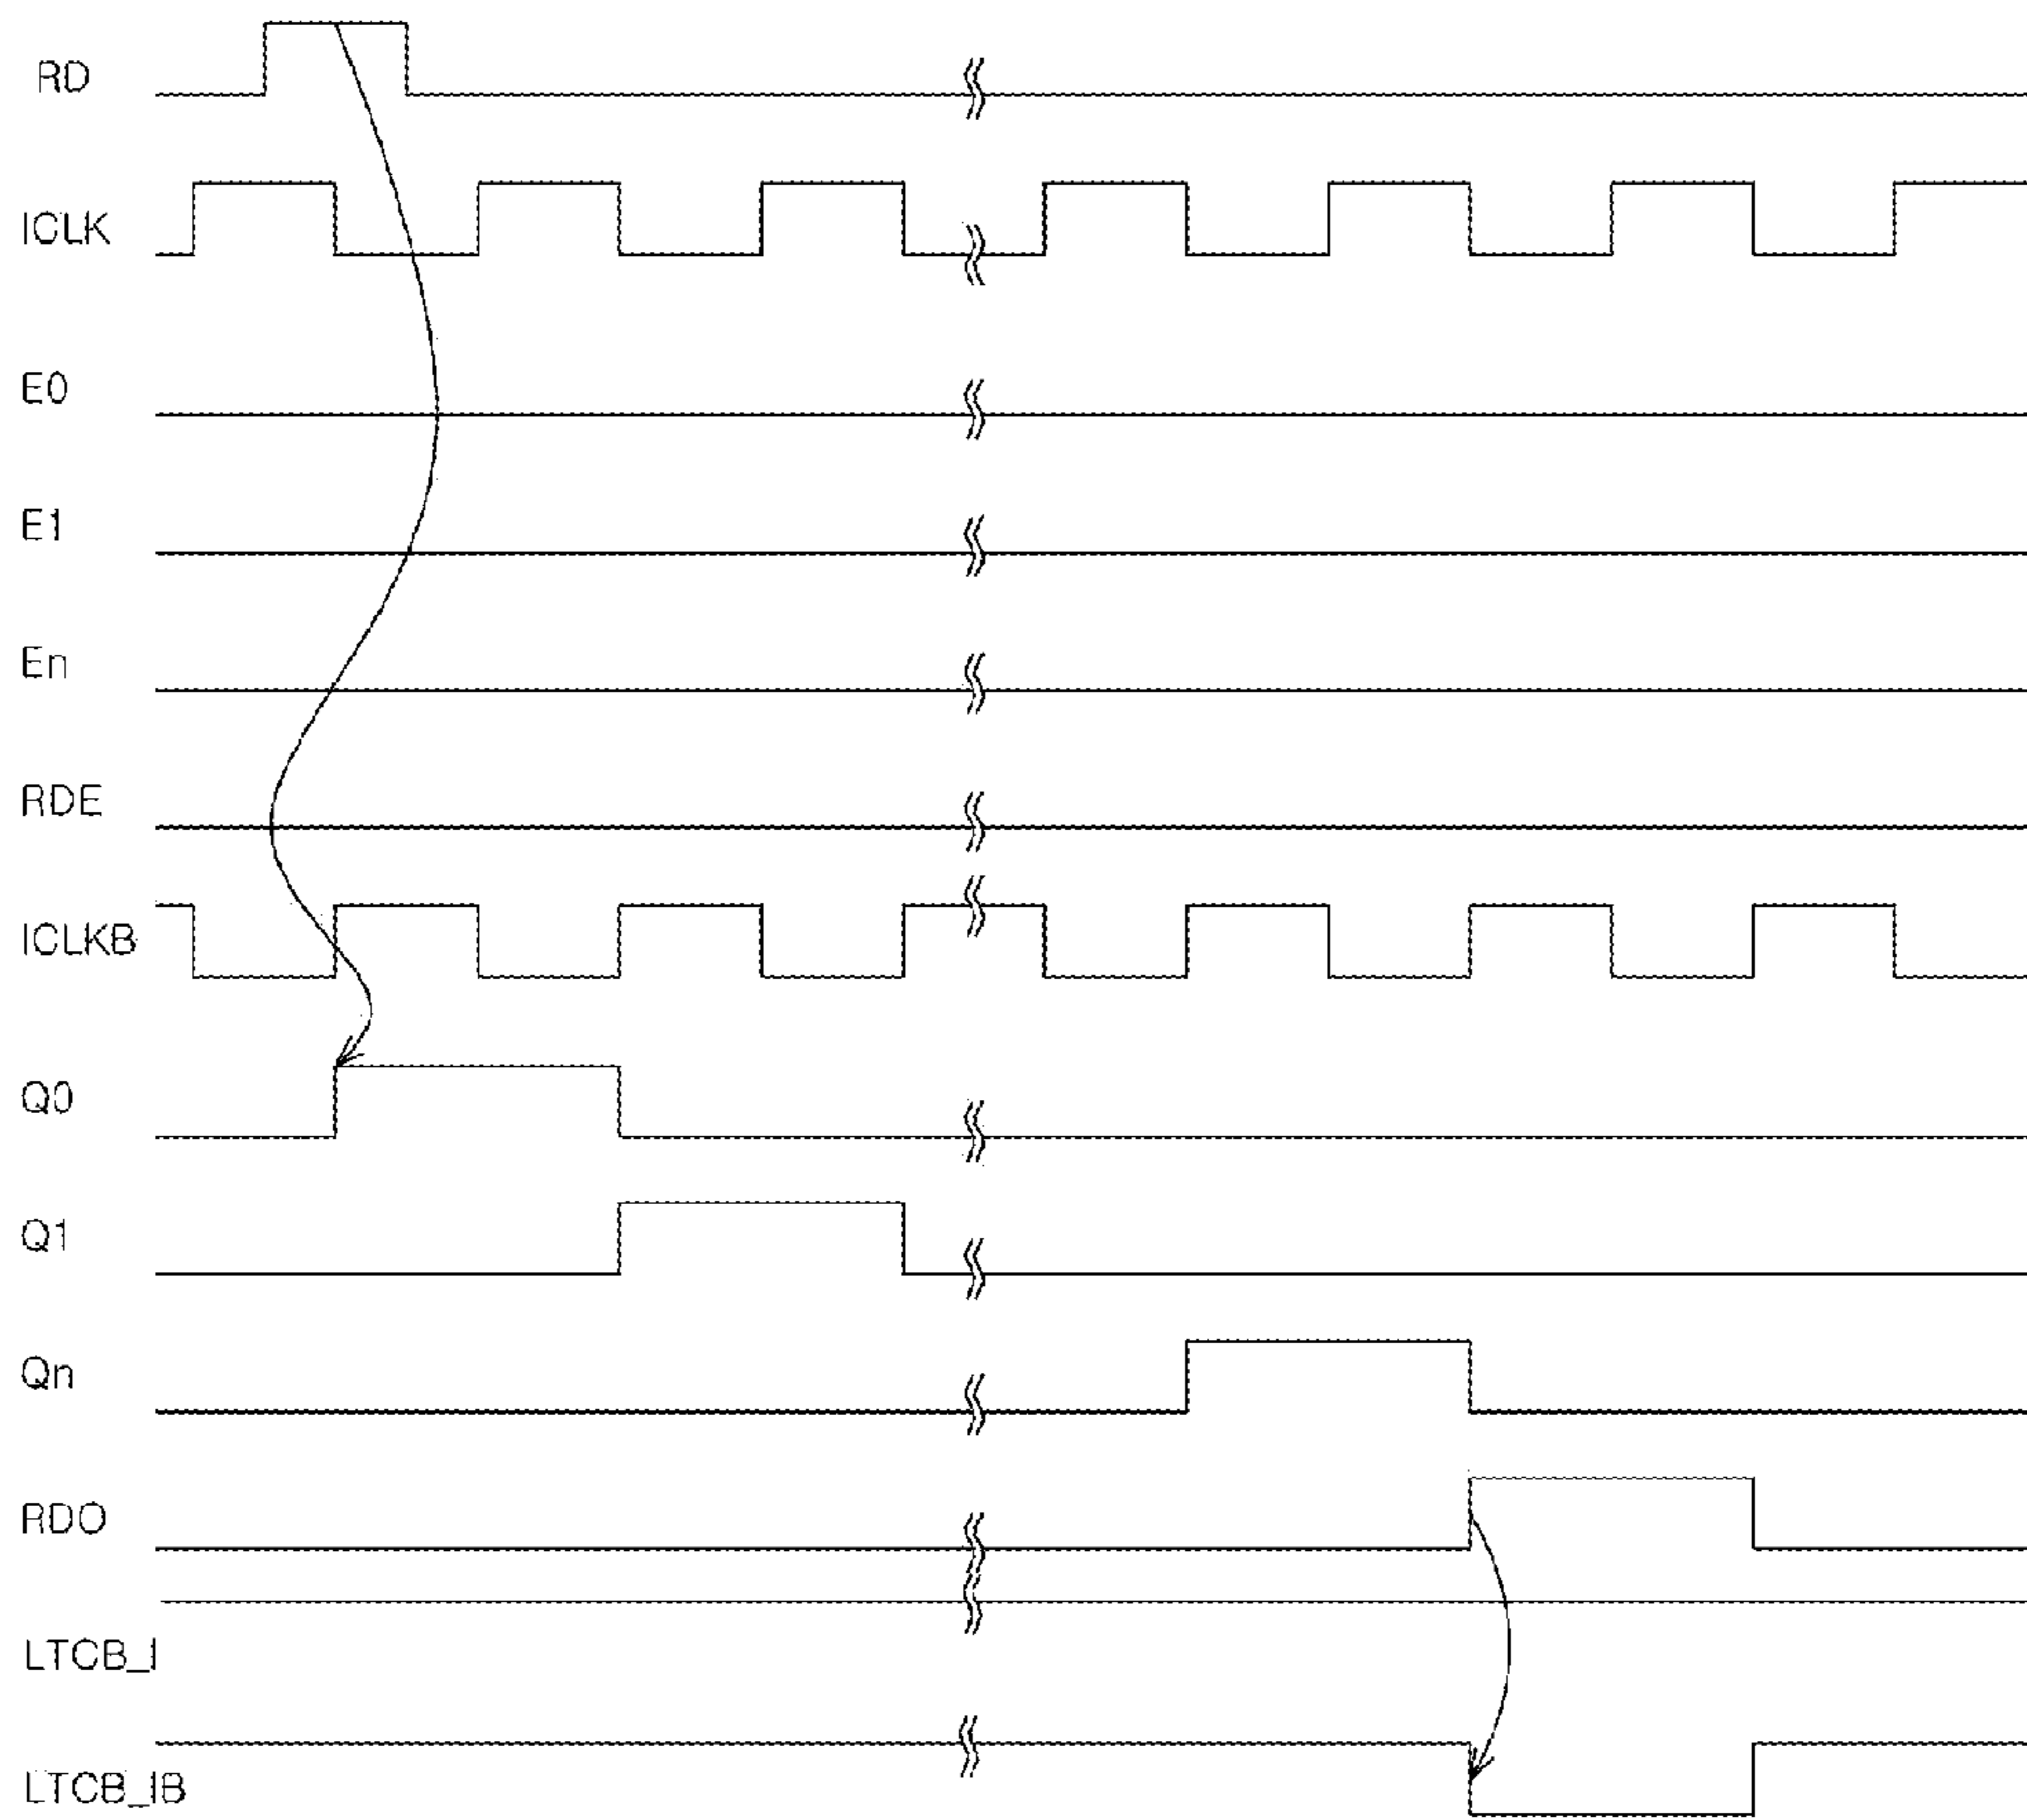 RD
ICLK
E0
E1
En
RDE
ICLKB
Q0
Q1
Qn
RDO
LTCB_I
LTCB_IB